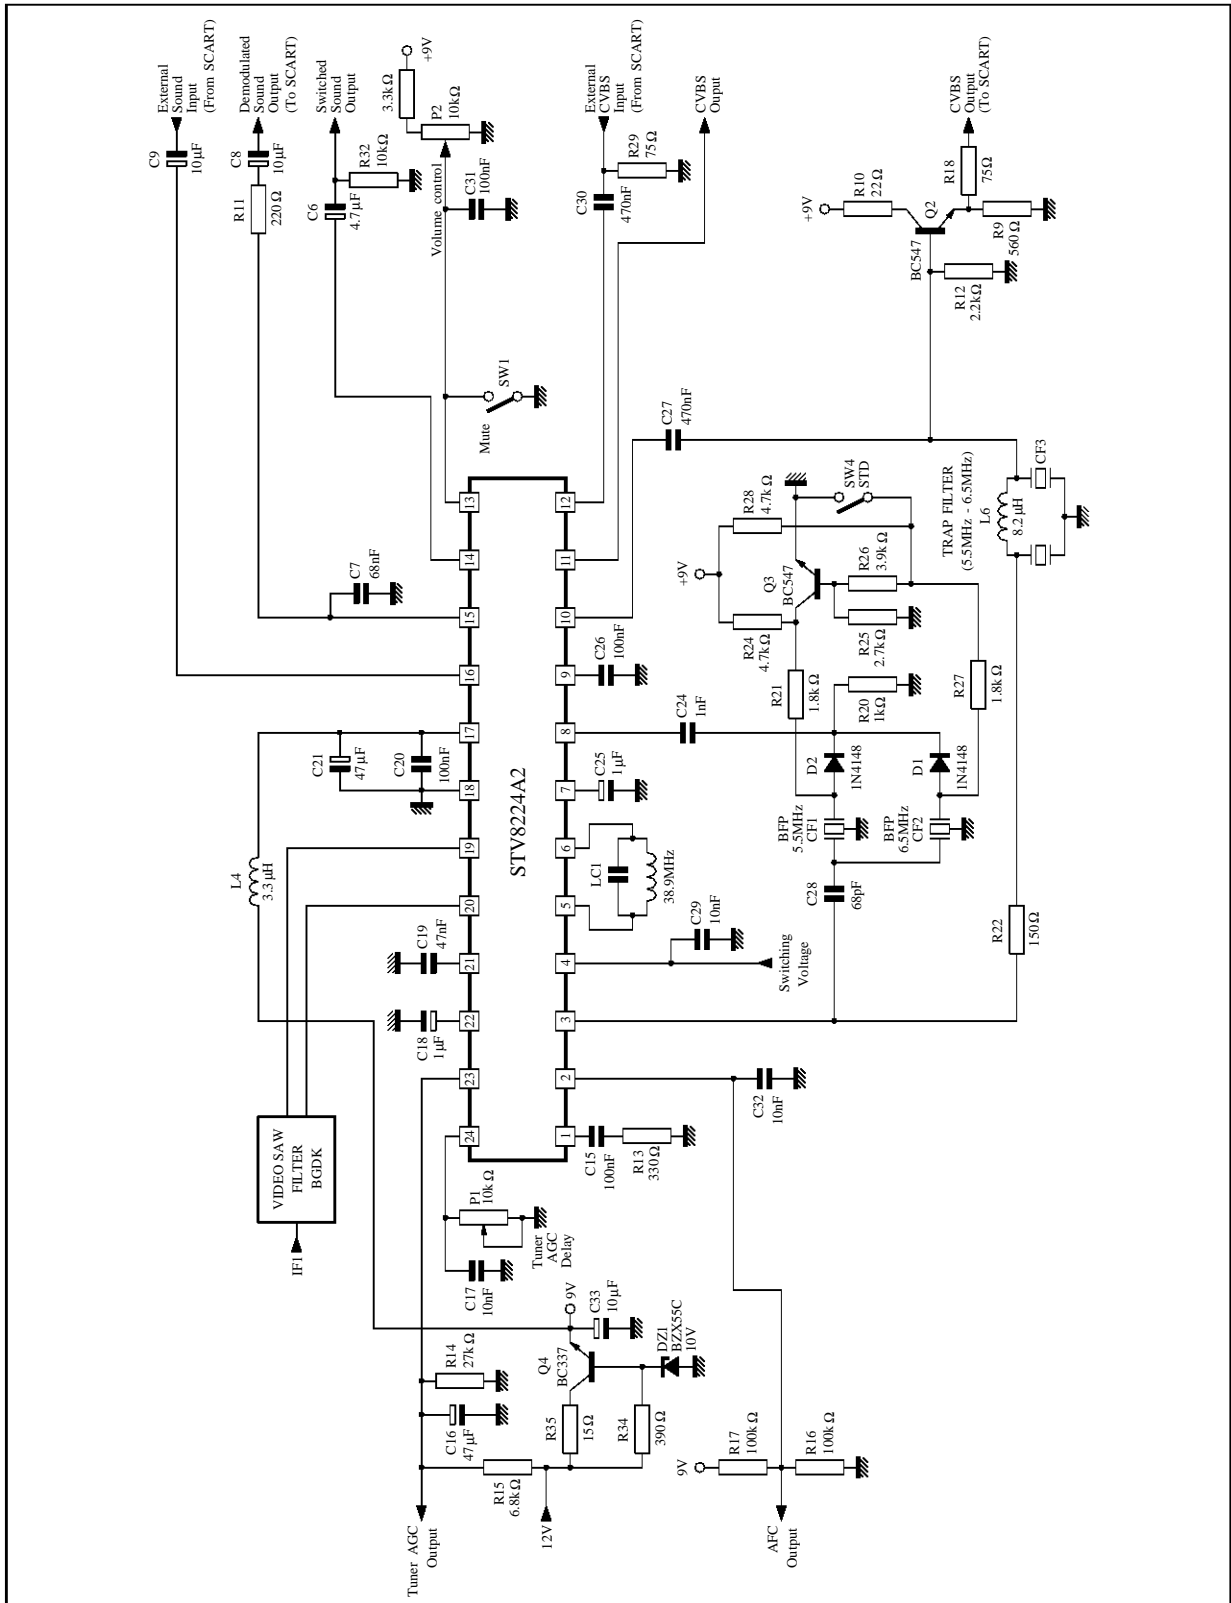 External
Sound
Input
(From SCART)
C9
10µF
Demodulated
Sound
Output
(To SCART)
C8
10µF
R11
220Ω
Switched
Sound
Output
R32
10kΩ
C6
4.7µF
+9V
3.3kΩ
P2
10kΩ
Volume control
C31
100nF
External
CVBS
Input
(From SCART)
R29
75Ω
C30
470nF
CVBS
Ouput
CVBS
Output
(To SCART)
R18
75Ω
R10
22Ω
+9V
Q2
BC547
R9
560Ω
R12
2.2kΩ
SW1
Mute
C27
470nF
C7
68nF
13
14
15
16
17
18
19
20
21
22
23
24
12
11
10
9
8
7
6
5
4
3
2
1
STV8224A2
C26
100nF
C24
1nF
C25
1µF
LC1
38.9MHz
C29
10nF
Switching
Voltage
C32
10nF
C15
100nF
R13
330Ω
C21
47µF
C20
100nF
L4
3.3µH
C19
47nF
C18
1µF
VIDEO SAW
FILTER
BGDK
IF1
P1
10kΩ
Tuner
AGC
Delay
C17
10nF
9V
C33
10µF
Q4
BC337
DZ1
BZX55C
10V
R14
27kΩ
C16
47µF
R35
15Ω
R34
390Ω
R15
6.8kΩ
12V
Tuner AGC
Output
9V
R17
100kΩ
R16
100kΩ
AFC
Output
+9V
R28
4.7kΩ
SW4
STD
Q3
BC547
R24
4.7kΩ
R26
3.9kΩ
R25
2.7kΩ
R21
1.8kΩ
R20
1kΩ
R27
1.8kΩ
D2
1N4148
D1
1N4148
BFP
5.5MHz
CF1
BFP
6.5MHz
CF2
C28
68pF
R22
150Ω
TRAP FILTER
(5.5MHz - 6.5MHz)
L6
8.2µH
CF3